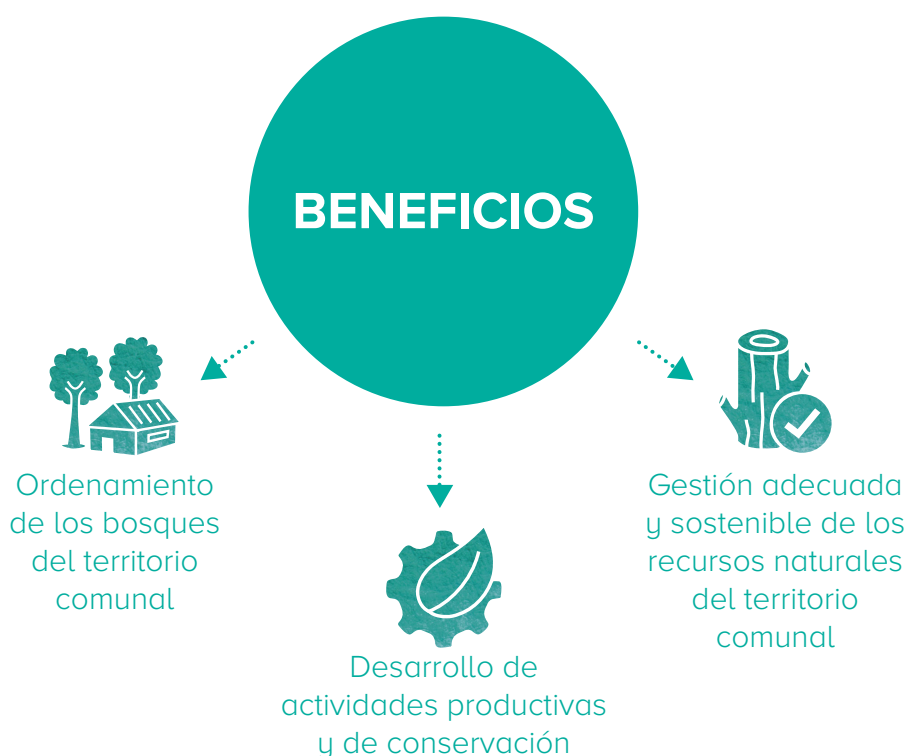 BENEFICIOS
Ordenamiento
de los bosques
del territorio
comunal
Desarrollo de
actividades productivas
y de conservación
Gestión adecuada
y sostenible de los
recursos naturales
del territorio
comunal